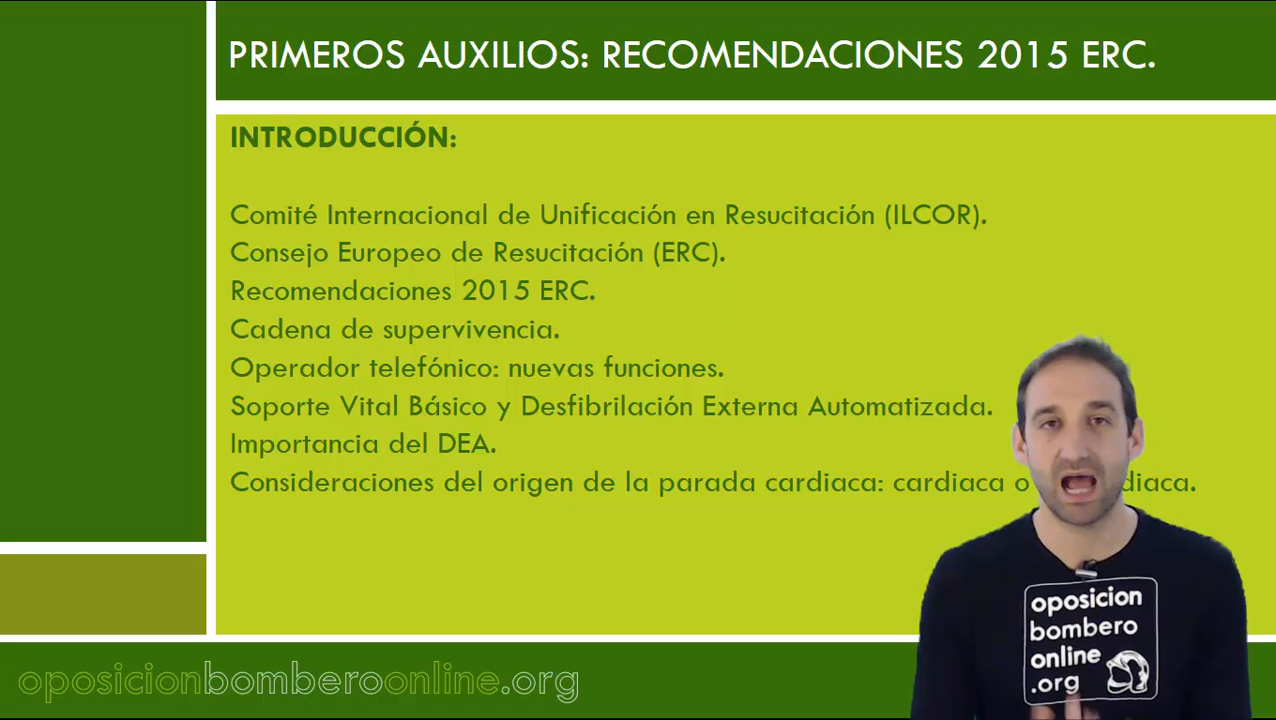 PRIMEROS AUXILIOS: RECOMENDACIONES 2015 ERC.
INTRODUCCIÓN:
Comité Internacional de Unificación en Resucitación (ILCOR).
Consejo Europeo de Resucitación (ERC).
Recomendaciones 2015 ERC.
Cadena de supervivencia.
Operador telefónico: nuevas funciones.
Soporte Vital Básico y Desfibrilación Externa Automatizada.
Importancia del DEA.
Consideraciones del origen de la parada cardiaca: cardiaca o diaca.
oposicion
bombero
online
.org
oposicionbomberoonline.org